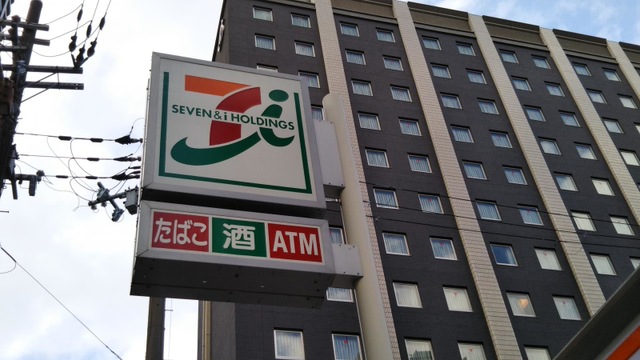 SEVEN & i HOLDINGS
たばこ 酒 ATM